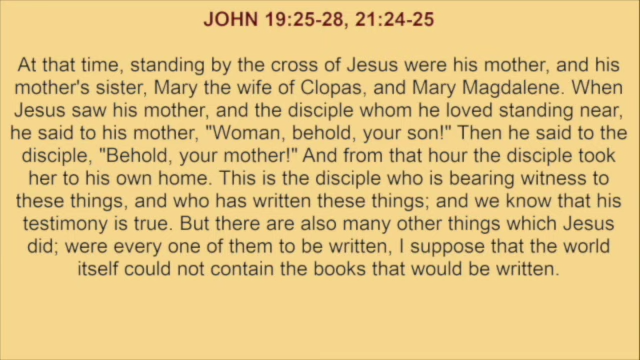 JOHN 19:25-28, 21:24-25
At that time, standing by the cross of Jesus were his mother, and his
mother's sister, Mary the wife of Clopas, and Mary Magdalene. When
Jesus saw his mother, and the disciple whom he loved standing near,
he said to his mother, "Woman, behold, your son!" Then he said to the
disciple, "Behold, your mother!" And from that hour the disciple took
her to his own home. This is the disciple who is bearing witness to
these things, and who has written these things; and we know that his
testimony is true. But there are also many other things which Jesus
did; were every one of them to be written, I suppose that the world
itself could not contain the books that would be written.